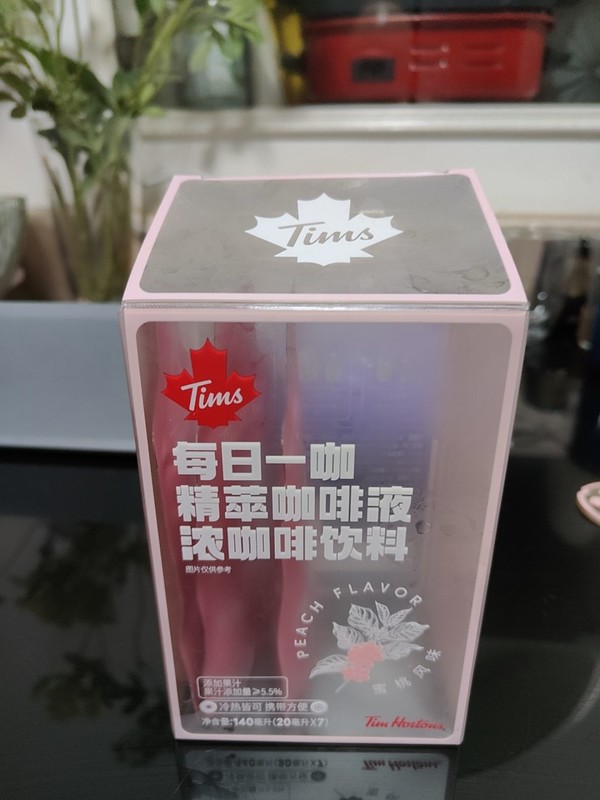 Tims
Tims
每日一咖
精萃咖啡液
浓咖啡饮料
图片仅供参考
PEACH FLAVOR
蜜桃风味
添加果汁
果汁添加量≥5.5%
冷热皆可 携带方便
净含量:140毫升(20毫升X7)
Tim Hortons.